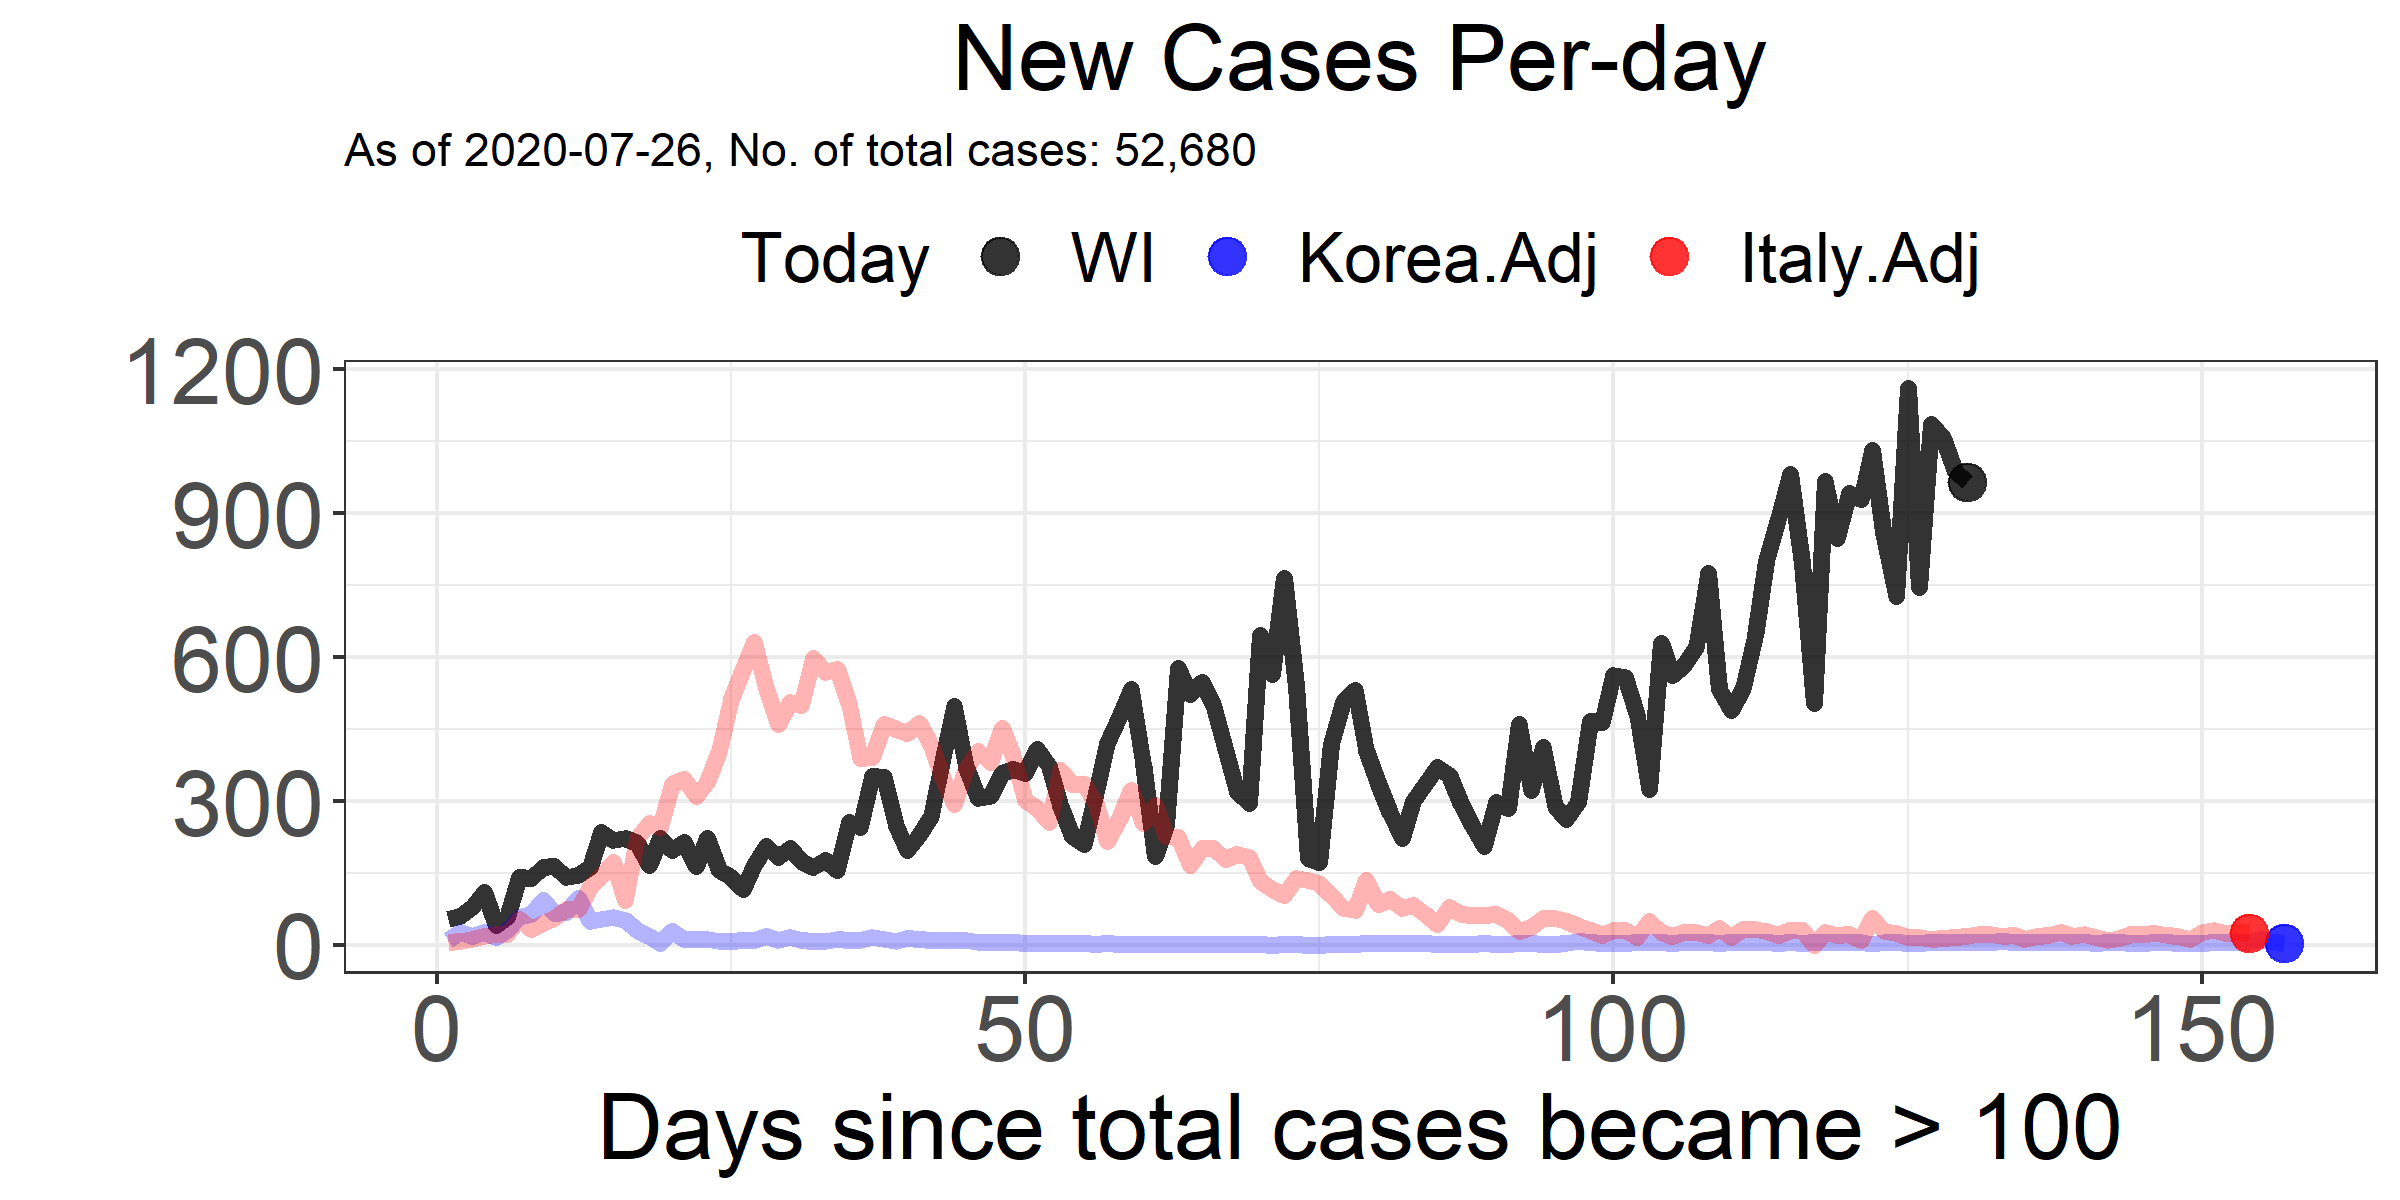 New Cases Per-day
As of 2020-07-26, No. of total cases: 52,680
Today WI Korea.Adj Italy.Adj
1200
900
600
300
0
0 50 100 150
Days since total cases became > 100